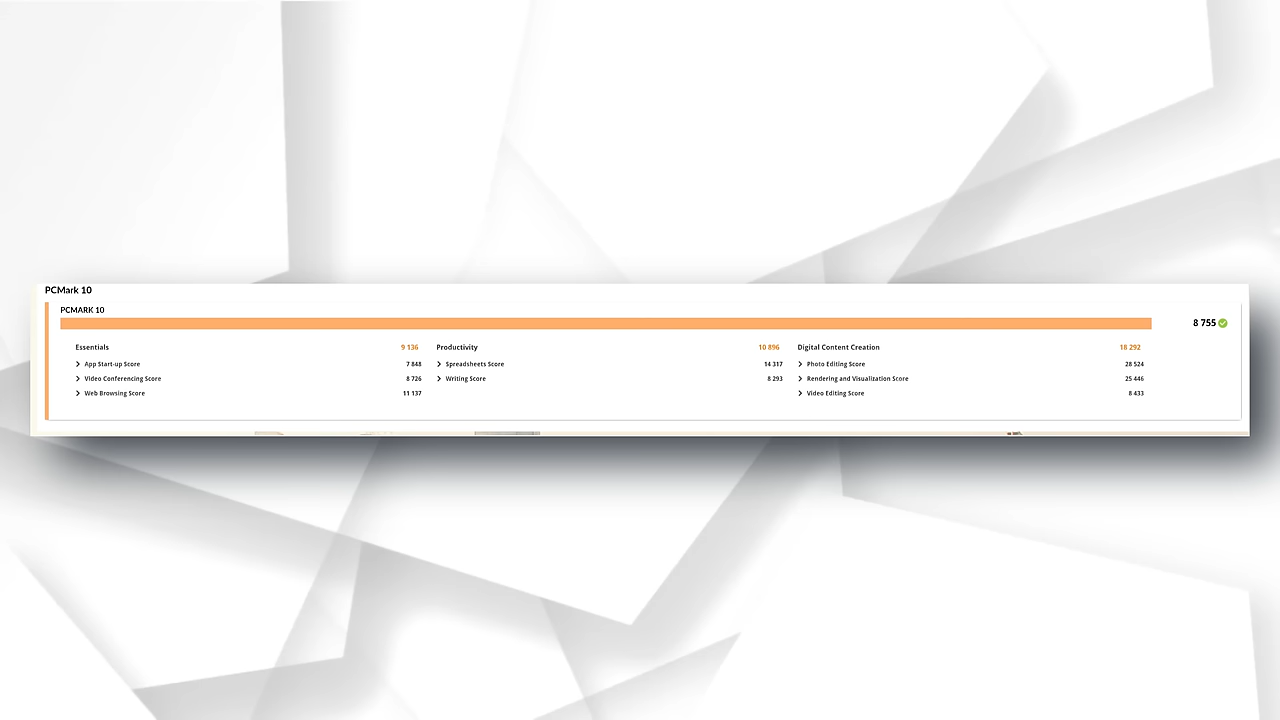 PCMark 10
PCMARK 10
8 755
Essentials 9 136
App Start-up Score 7 848
Video Conferencing Score 8 726
Web Browsing Score 11 137
Productivity 10 896
Spreadsheets Score 14 317
Writing Score 8 293
Digital Content Creation 18 292
Photo Editing Score 28 524
Rendering and Visualization Score 25 446
Video Editing Score 8 433